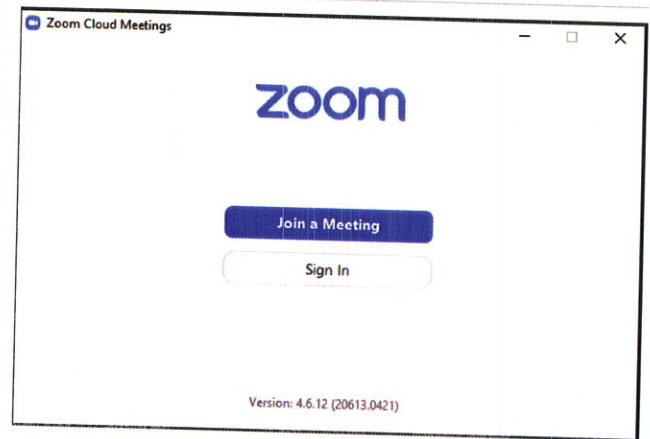 Zoom Cloud Meetings
zoom
Join a Meeting
Sign In
Version: 4.6.12 (20613.0421)